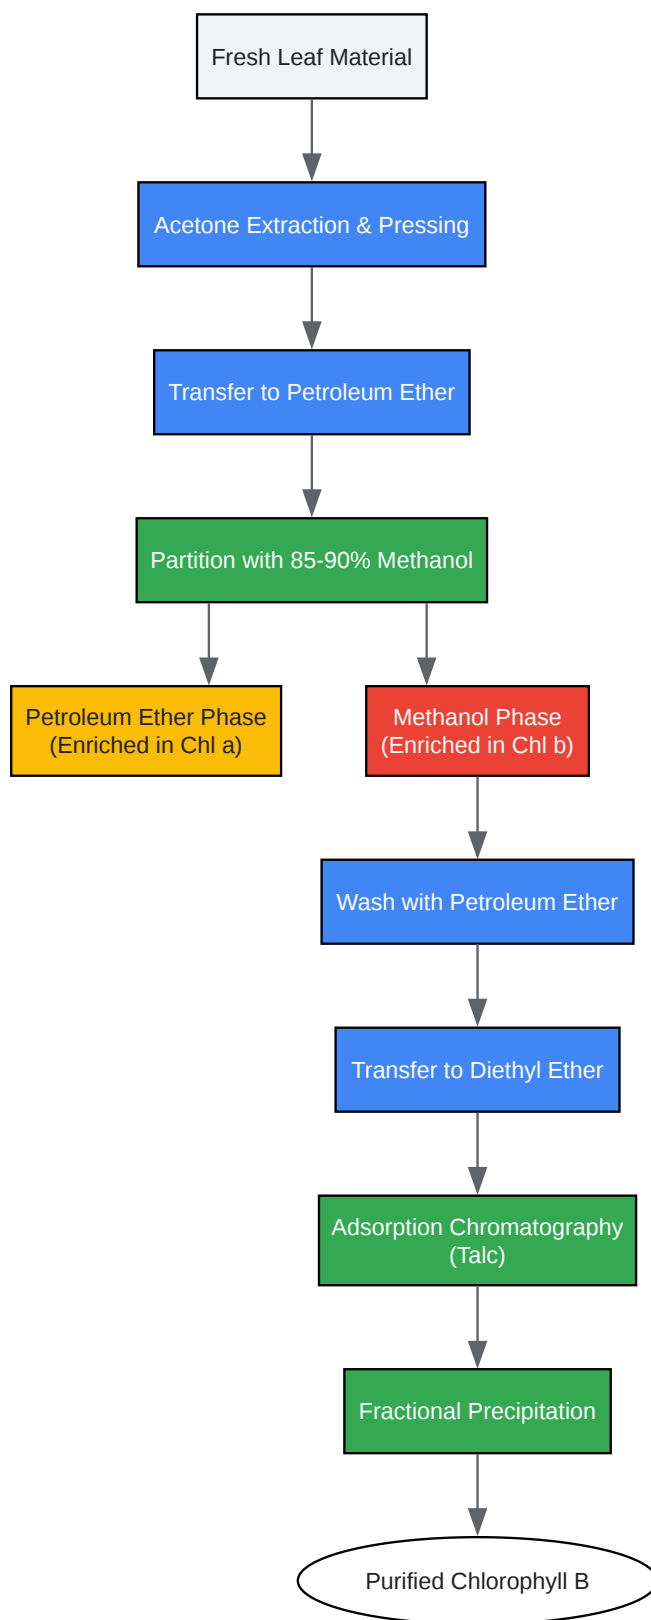 Fresh Leaf Material
Acetone Extraction & Pressing
Transfer to Petroleum Ether
Partition with 85-90% Methanol
Petroleum Ether Phase
(Enriched in Chl a)
Methanol Phase
(Enriched in Chl b)
Wash with Petroleum Ether
Transfer to Diethyl Ether
Adsorption Chromatography
(Talc)
Fractional Precipitation
Purified Chlorophyll B